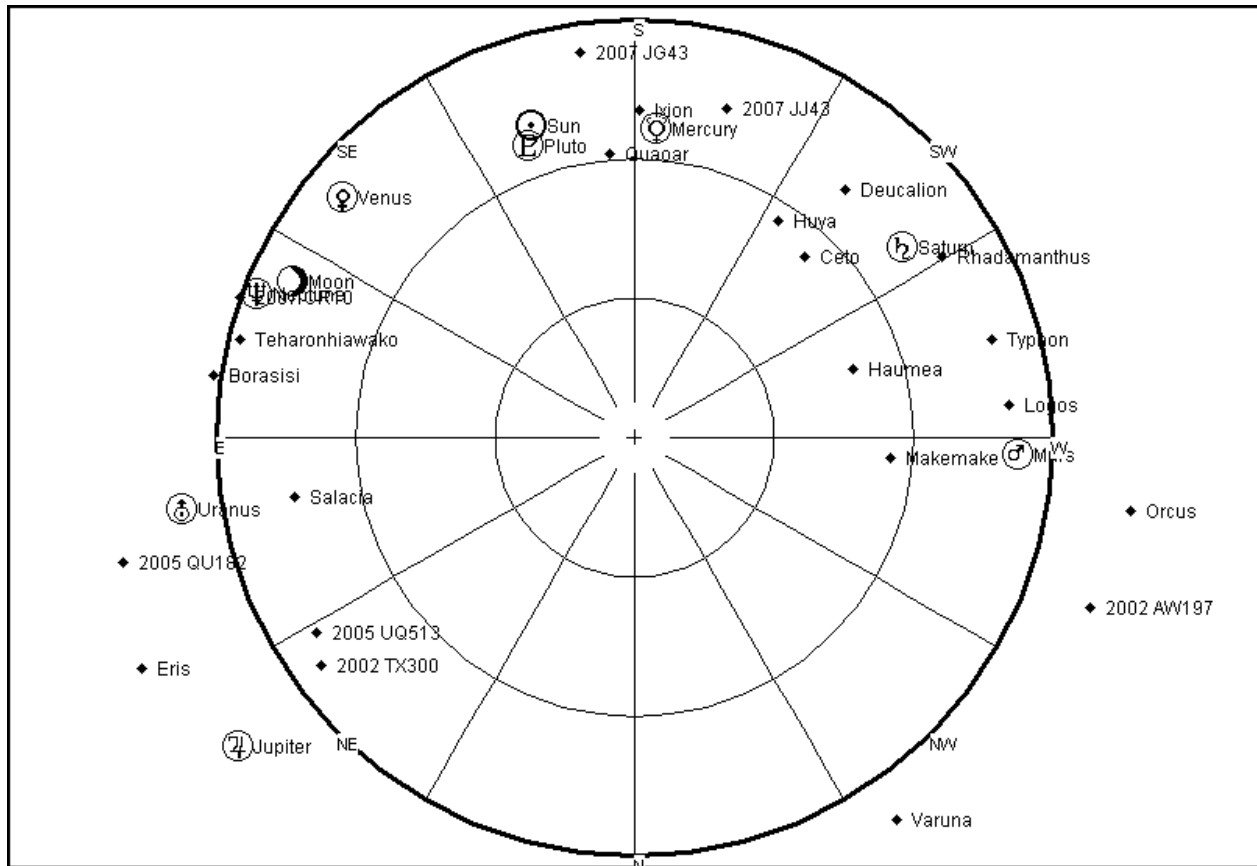 S
2007 JG43
Ixion
2007 JJ43
Sun
Mercury
Pluto
Quaoar
SE
SW
Deucalion
Venus
Huya
Saturn
Ceto
Rhadamanthus
Moon
Neptune
Teharonhiawako
Typhon
Haumea
Borasisi
Logos
E
W
Makemake
Mars
Salacia
Uranus
Orcus
2005 QU182
2002 AW197
2005 UQ513
Eris
2002 TX300
NE
NW
Jupiter
Varuna
N